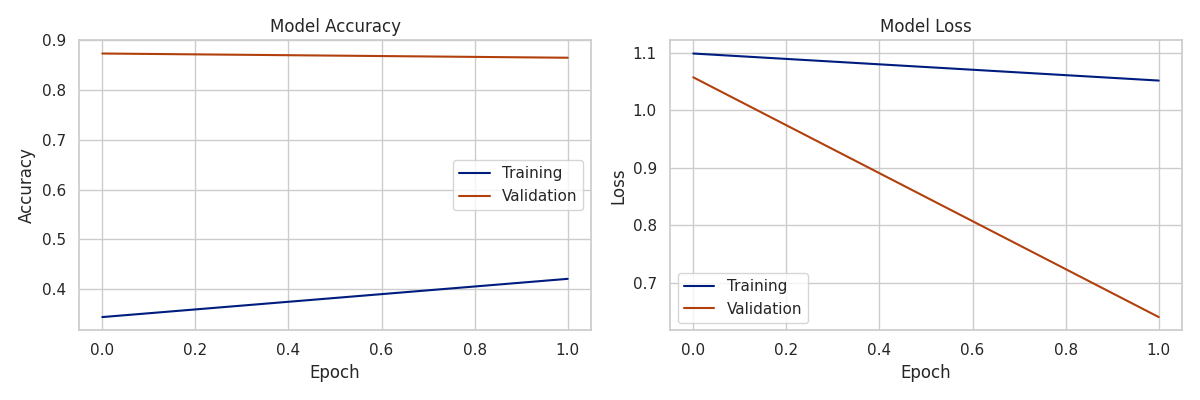 Model Accuracy
0.9
0.8
0.7
0.6
0.5
0.4
Accuracy
0.0 0.2 0.4 0.6 0.8 1.0
Epoch
Training
Validation
Model Loss
1.1
1.0
0.9
0.8
0.7
Loss
0.0 0.2 0.4 0.6 0.8 1.0
Epoch
Training
Validation